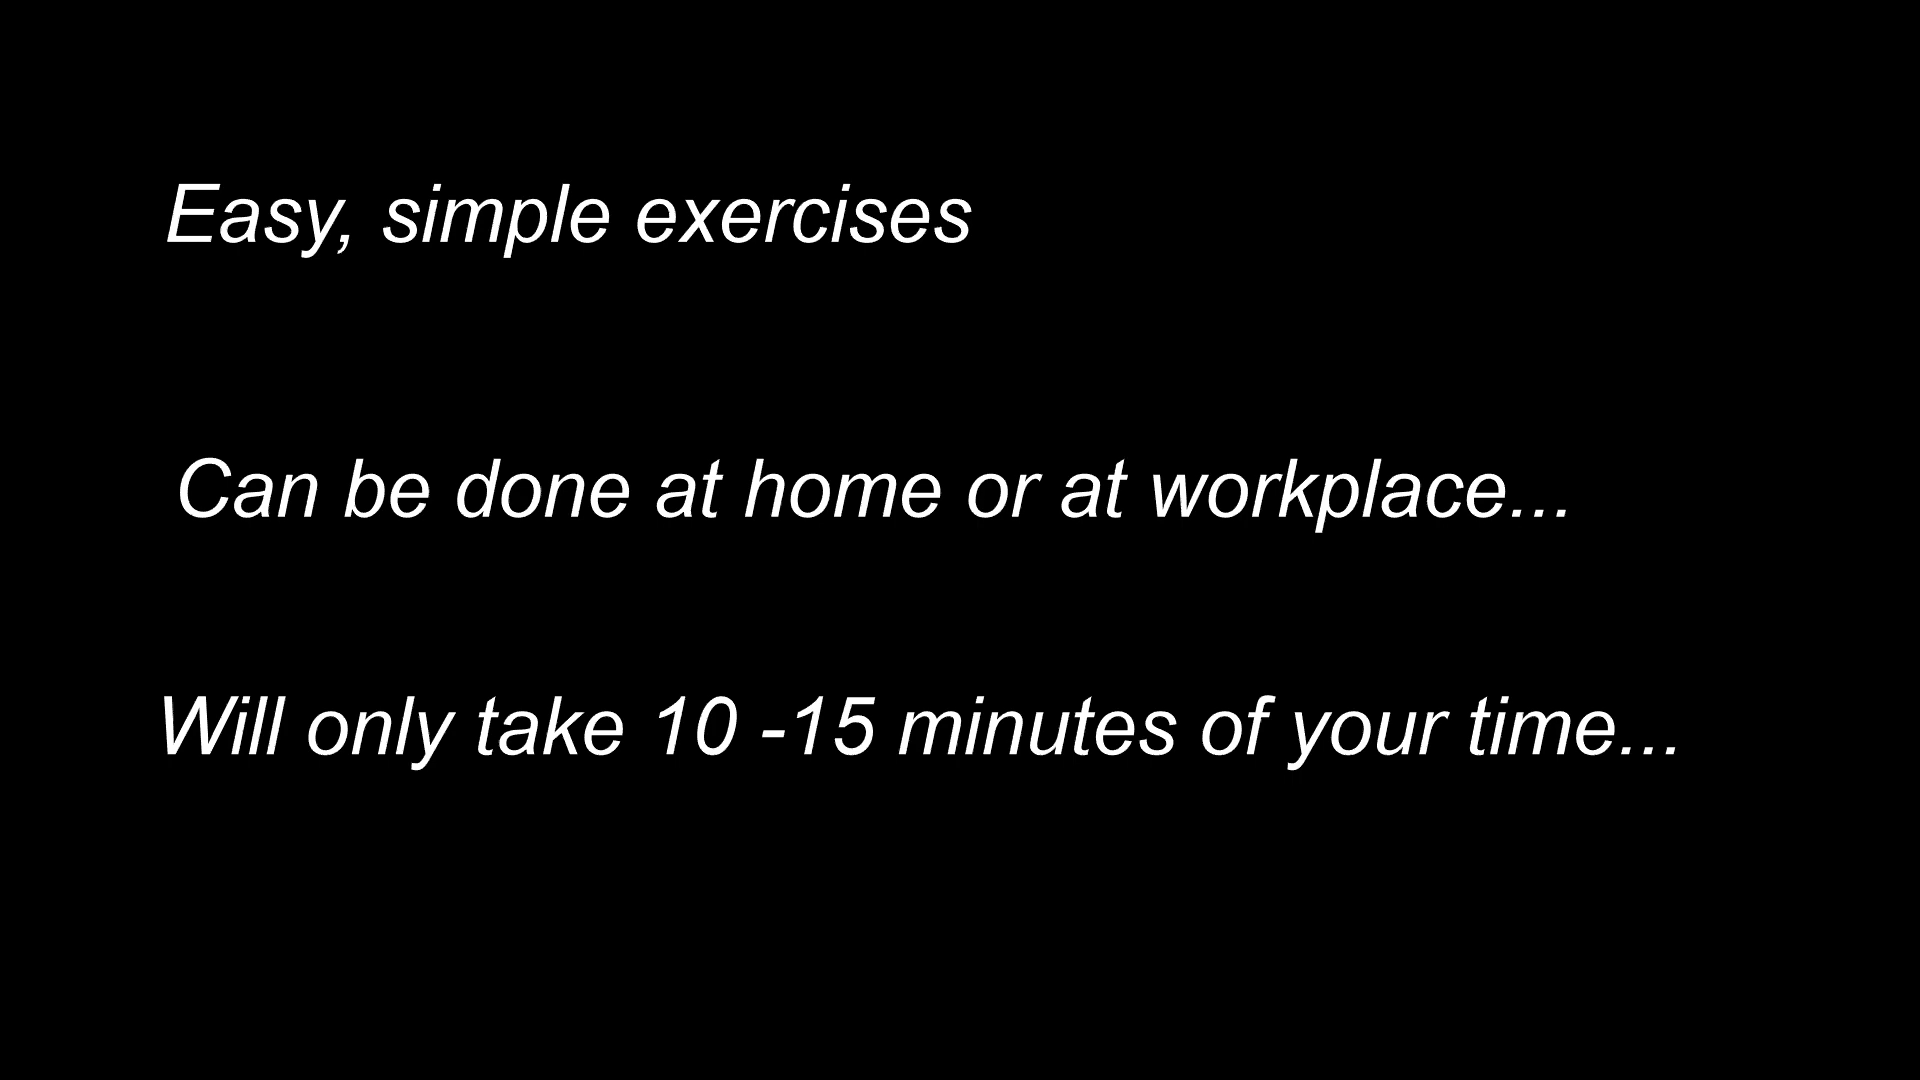 Easy, simple exercises
Can be done at home or at workplace...
Will only take 10 -15 minutes of your time...